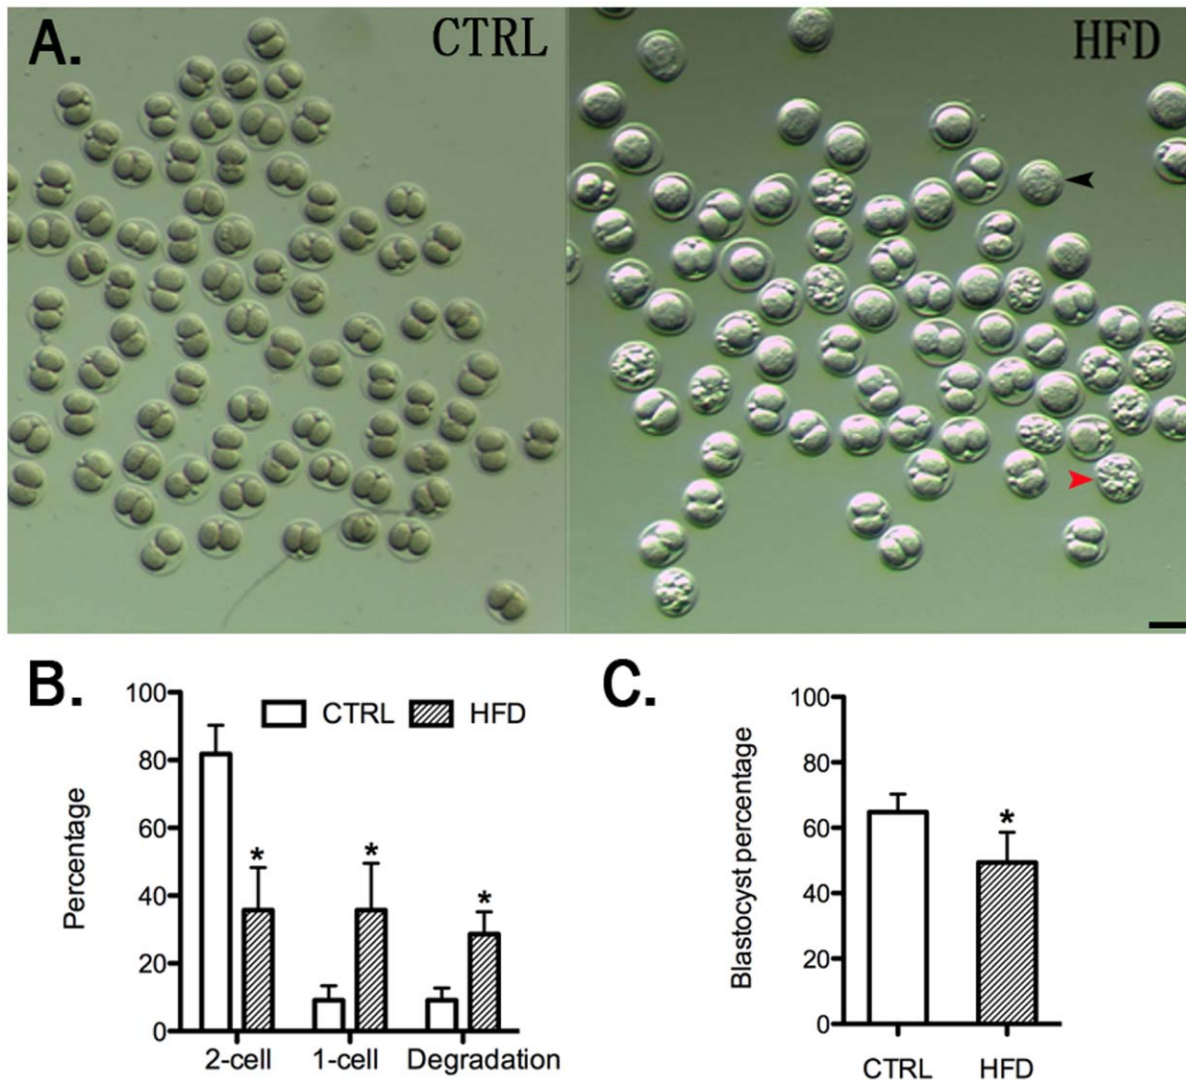 A.
CTRL
HFD
B.
100
80
60
40
20
0
Percentage
CTRL
HFD
*
*
*
2-cell
1-cell
Degradation
C.
100
80
60
40
20
0
Blastocyst percentage
*
CTRL
HFD